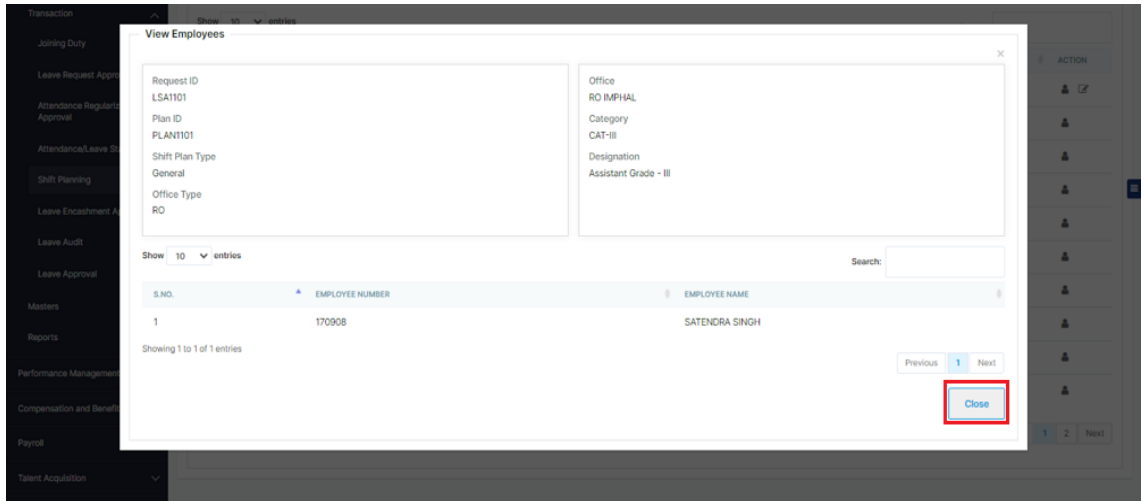 Transaction
Show 10 entries
View Employees
Joining Duty
×
ACTION
Leave Request Appro
Request ID
LSA1101
Plan ID
PLAN1101
Shift Plan Type
General
Office Type
RO
Office
RO IMPHAL
Category
CAT-III
Designation
Assistant Grade - III
Attendance Regulariz
Approval
Attendance/Leave St
Shift Planning
Leave Encashment A
Leave Audit
Show 10 entries
Search:
Leave Approval
S.NO. EMPLOYEE NUMBER EMPLOYEE NAME
Masters
1 170908 SATENDRA SINGH
Reports
Showing 1 to 1 of 1 entries
Previous 1 Next
Performance Management
Close
Compensation and Benefit
Payroll
1 2 Next
Talent Acquisition